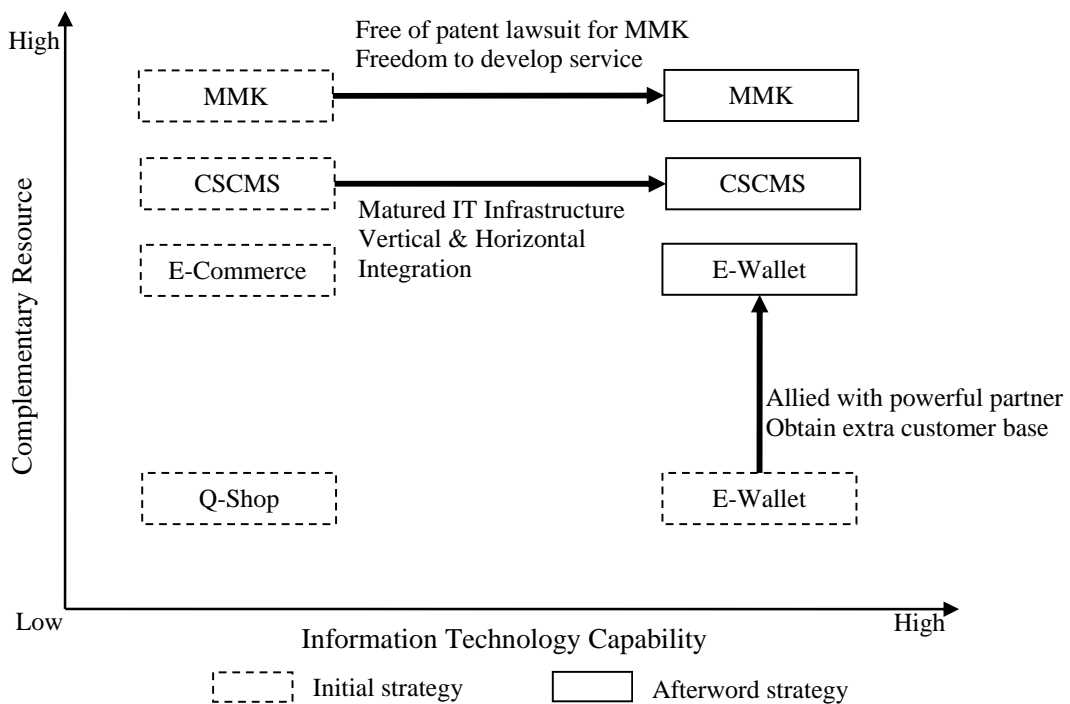 High
Free of patent lawsuit for MMK
Freedom to develop service
MMK
MMK
CSCMS
CSCMS
Matured IT Infrastructure
Vertical & Horizontal
Integration
E-Commerce
E-Wallet
Complementary Resource
Allied with powerful partner
Obtain extra customer base
Q-Shop
E-Wallet
Low
High
Information Technology Capability
Initial strategy
Afterword strategy